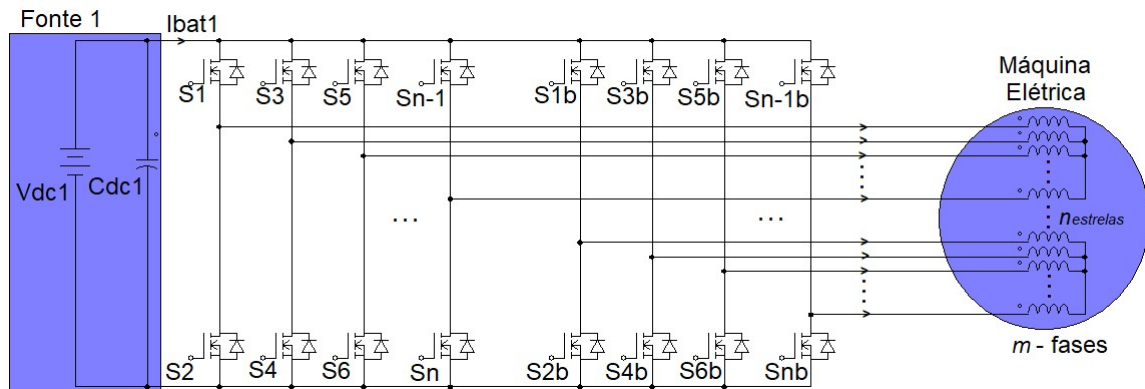 Fonte 1
Ibat1
S1
S3
S5
Sn-1
S1b
S3b
S5b
Sn-1b
Máquina
Elétrica
Vdc1
Cdc1
...
...
nestrelas
S2
S4
S6
Sn
S2b
S4b
S6b
Snb
m - fases